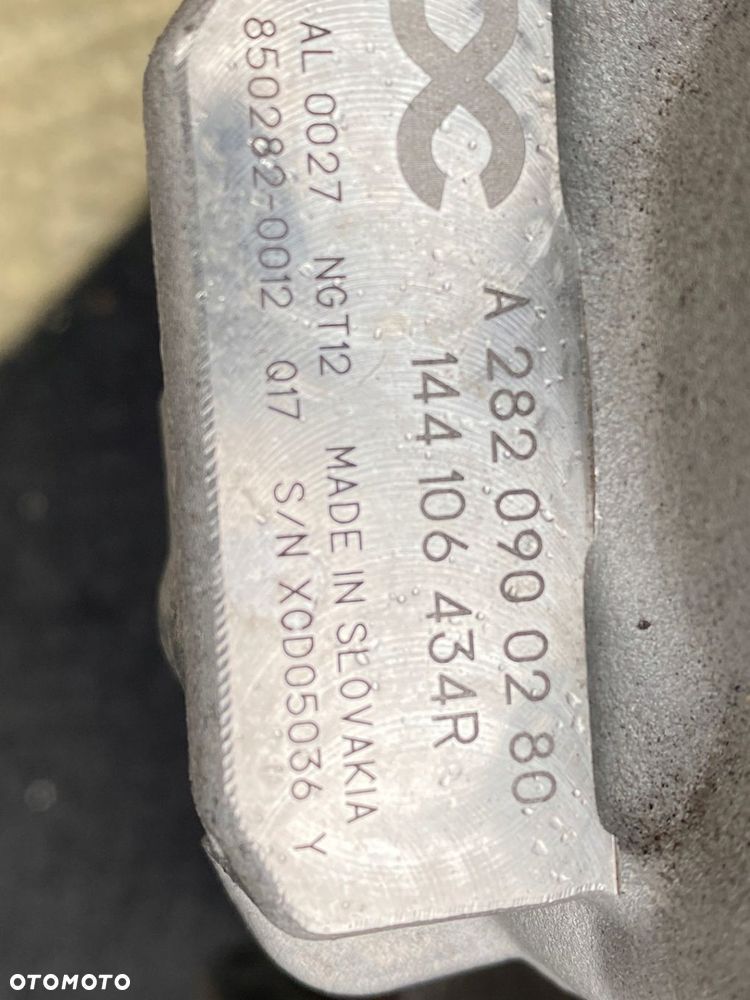 A 282 090 02 80
144 106 434R
AL 0027 NGT12 MADE IN SLOVAKIA
850282-0012 Q17 S/N XCD05036 Y
OTOMOTO